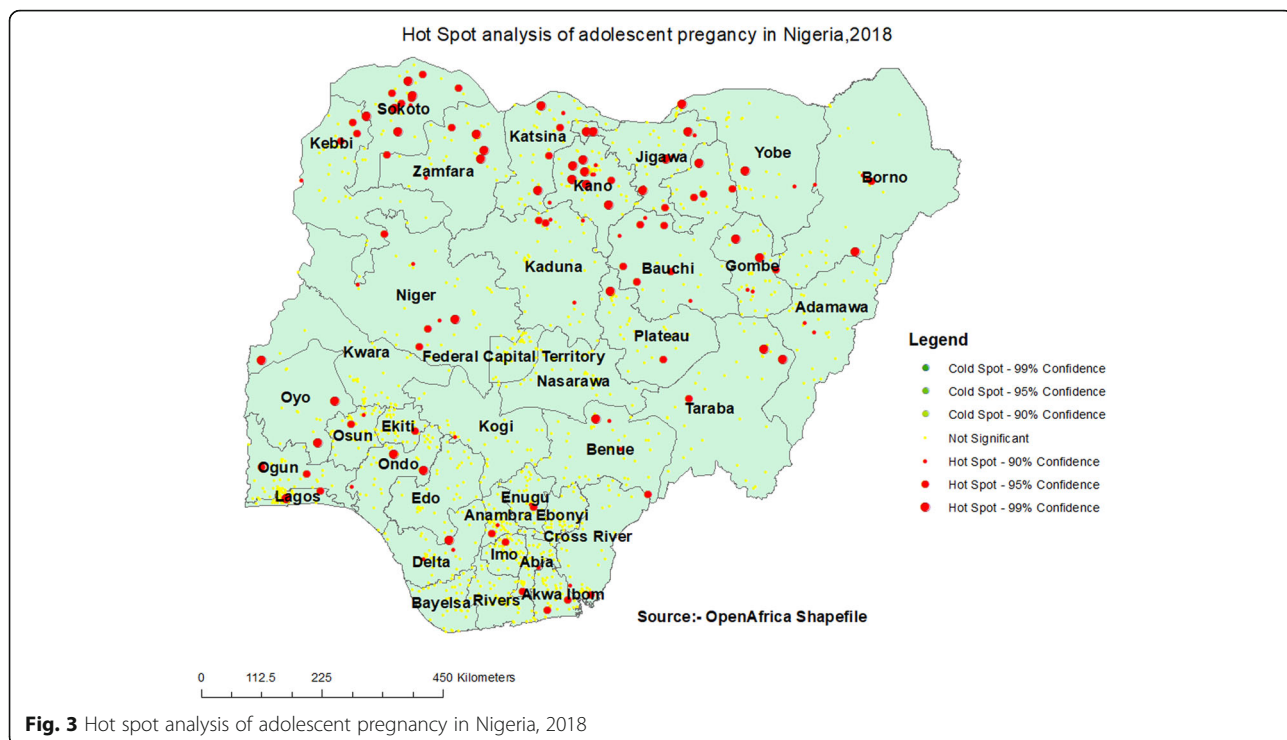 Hot Spot analysis of adolescent pregancy in Nigeria,2018
Sokoto
Kebbi
Zamfara
Katsina
Kano
Jigawa
Yobe
Borno
Kaduna
Bauchi
Gombe
Adamawa
Niger
Plateau
Kwara
Federal Capital Territory
Nasarawa
Taraba
Oyo
Osun
Ekiti
Kogi
Benue
Ogun
Ondo
Lagos
Edo
Enugu
Anambra
Ebonyi
Cross River
Delta
Imo
Abia
Bayelsa
Rivers
Akwa Ibom
Legend
Cold Spot - 99% Confidence
Cold Spot - 95% Confidence
Cold Spot - 90% Confidence
Not Significant
Hot Spot - 90% Confidence
Hot Spot - 95% Confidence
Hot Spot - 99% Confidence
Source:- OpenAfrica Shapefile
0 112.5 225 450 Kilometers
Fig. 3 Hot spot analysis of adolescent pregnancy in Nigeria, 2018